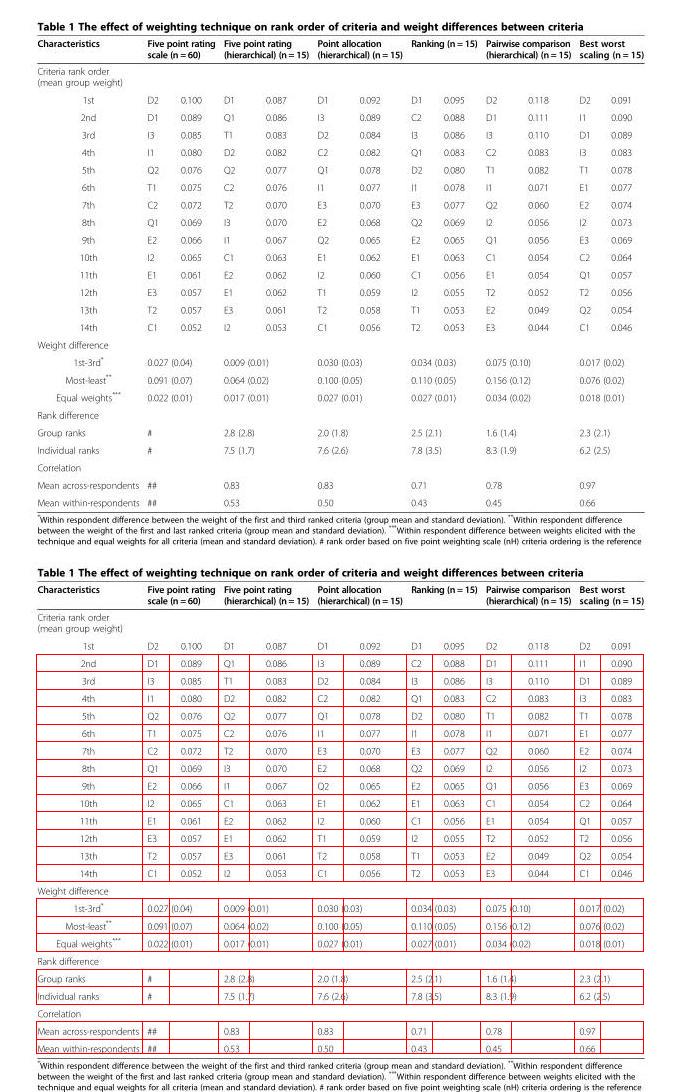 Table 1 The effect of weighting technique on rank order of criteria and weight differences between criteria
Characteristics Five point rating scale (n = 60) Five point rating (hierarchical) (n = 15) Point allocation (hierarchical) (n = 15) Ranking (n = 15) Pairwise comparison (hierarchical) (n = 15) Best worst scaling (n = 15)
Criteria rank order
(mean group weight)
1st D2 0.100 D1 0.087 D1 0.092 D1 0.095 D2 0.118 D2 0.091
2nd D1 0.089 Q1 0.086 I3 0.089 C2 0.088 D1 0.111 I1 0.090
3rd I3 0.085 T1 0.083 D2 0.084 I3 0.086 I3 0.110 D1 0.089
4th I1 0.080 D2 0.082 C2 0.082 Q1 0.083 C2 0.083 I3 0.083
5th Q2 0.076 Q2 0.077 Q1 0.078 D2 0.080 T1 0.082 T1 0.078
6th T1 0.075 C2 0.076 I1 0.077 I1 0.078 I1 0.071 E1 0.077
7th C2 0.072 T2 0.070 E3 0.070 E3 0.077 Q2 0.060 E2 0.074
8th Q1 0.069 I3 0.070 E2 0.068 Q2 0.069 I2 0.056 I2 0.073
9th E2 0.066 I1 0.067 Q2 0.065 E2 0.065 Q1 0.056 E3 0.069
10th I2 0.065 C1 0.063 E1 0.062 E1 0.063 C1 0.054 C2 0.064
11th E1 0.061 E2 0.062 I2 0.060 C1 0.056 E1 0.054 Q1 0.057
12th E3 0.057 E1 0.062 T1 0.059 I2 0.055 T2 0.052 T2 0.056
13th T2 0.057 E3 0.061 T2 0.058 T1 0.053 E2 0.049 Q2 0.054
14th C1 0.052 I2 0.053 C1 0.056 T2 0.053 E3 0.044 C1 0.046
Weight difference
1st-3rd* 0.027 (0.04) 0.009 (0.01) 0.030 (0.03) 0.034 (0.03) 0.075 (0.10) 0.017 (0.02)
Most-least** 0.091 (0.07) 0.064 (0.02) 0.100 (0.05) 0.110 (0.05) 0.156 (0.12) 0.076 (0.02)
Equal weights*** 0.022 (0.01) 0.017 (0.01) 0.027 (0.01) 0.027 (0.01) 0.034 (0.02) 0.018 (0.01)
Rank difference
Group ranks # 2.8 (2.8) 2.0 (1.8) 2.5 (2.1) 1.6 (1.4) 2.3 (2.1)
Individual ranks # 7.5 (1.7) 7.6 (2.6) 7.8 (3.5) 8.3 (1.9) 6.2 (2.5)
Correlation
Mean across-respondents ## 0.83 0.83 0.71 0.78 0.97
Mean within-respondents ## 0.53 0.50 0.43 0.45 0.66
*Within respondent difference between the weight of the first and third ranked criteria (group mean and standard deviation). **Within respondent difference
between the weight of the first and last ranked criteria (group mean and standard deviation). ***Within respondent difference between weights elicited with the
technique and equal weights for all criteria (mean and standard deviation). # rank order based on five point weighting scale (nH) criteria ordering is the reference
Table 1 The effect of weighting technique on rank order of criteria and weight differences between criteria
Characteristics Five point rating scale (n = 60) Five point rating (hierarchical) (n = 15) Point allocation (hierarchical) (n = 15) Ranking (n = 15) Pairwise comparison (hierarchical) (n = 15) Best worst scaling (n = 15)
Criteria rank order
(mean group weight)
1st D2 0.100 D1 0.087 D1 0.092 D1 0.095 D2 0.118 D2 0.091
2nd D1 0.089 Q1 0.086 I3 0.089 C2 0.088 D1 0.111 I1 0.090
3rd I3 0.085 T1 0.083 D2 0.084 I3 0.086 I3 0.110 D1 0.089
4th I1 0.080 D2 0.082 C2 0.082 Q1 0.083 C2 0.083 I3 0.083
5th Q2 0.076 Q2 0.077 Q1 0.078 D2 0.080 T1 0.082 T1 0.078
6th T1 0.075 C2 0.076 I1 0.077 I1 0.078 I1 0.071 E1 0.077
7th C2 0.072 T2 0.070 E3 0.070 E3 0.077 Q2 0.060 E2 0.074
8th Q1 0.069 I3 0.070 E2 0.068 Q2 0.069 I2 0.056 I2 0.073
9th E2 0.066 I1 0.067 Q2 0.065 E2 0.065 Q1 0.056 E3 0.069
10th I2 0.065 C1 0.063 E1 0.062 E1 0.063 C1 0.054 C2 0.064
11th E1 0.061 E2 0.062 I2 0.060 C1 0.056 E1 0.054 Q1 0.057
12th E3 0.057 E1 0.062 T1 0.059 I2 0.055 T2 0.052 T2 0.056
13th T2 0.057 E3 0.061 T2 0.058 T1 0.053 E2 0.049 Q2 0.054
14th C1 0.052 I2 0.053 C1 0.056 T2 0.053 E3 0.044 C1 0.046
Weight difference
1st-3rd* 0.027 (0.04) 0.009 (0.01) 0.030 (0.03) 0.034 (0.03) 0.075 (0.10) 0.017 (0.02)
Most-least** 0.091 (0.07) 0.064 (0.02) 0.100 (0.05) 0.110 (0.05) 0.156 (0.12) 0.076 (0.02)
Equal weights*** 0.022 (0.01) 0.017 (0.01) 0.027 (0.01) 0.027 (0.01) 0.034 (0.02) 0.018 (0.01)
Rank difference
Group ranks # 2.8 (2.8) 2.0 (1.8) 2.5 (2.1) 1.6 (1.4) 2.3 (2.1)
Individual ranks # 7.5 (1.7) 7.6 (2.6) 7.8 (3.5) 8.3 (1.9) 6.2 (2.5)
Correlation
Mean across-respondents ## 0.83 0.83 0.71 0.78 0.97
Mean within-respondents ## 0.53 0.50 0.43 0.45 0.66
*Within respondent difference between the weight of the first and third ranked criteria (group mean and standard deviation). **Within respondent difference
between the weight of the first and last ranked criteria (group mean and standard deviation). ***Within respondent difference between weights elicited with the
technique and equal weights for all criteria (mean and standard deviation). # rank order based on five point weighting scale (nH) criteria ordering is the reference